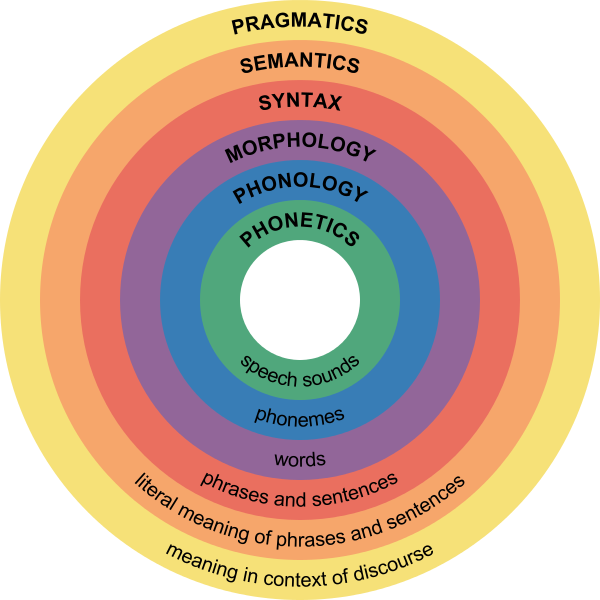 PRAGMATICS
SEMANTICS
SYNTAX
MORPHOLOGY
PHONOLOGY
PHONETICS
speech sounds
phonemes
words
phrases and sentences
literal meaning of phrases and sentences
meaning in context of discourse